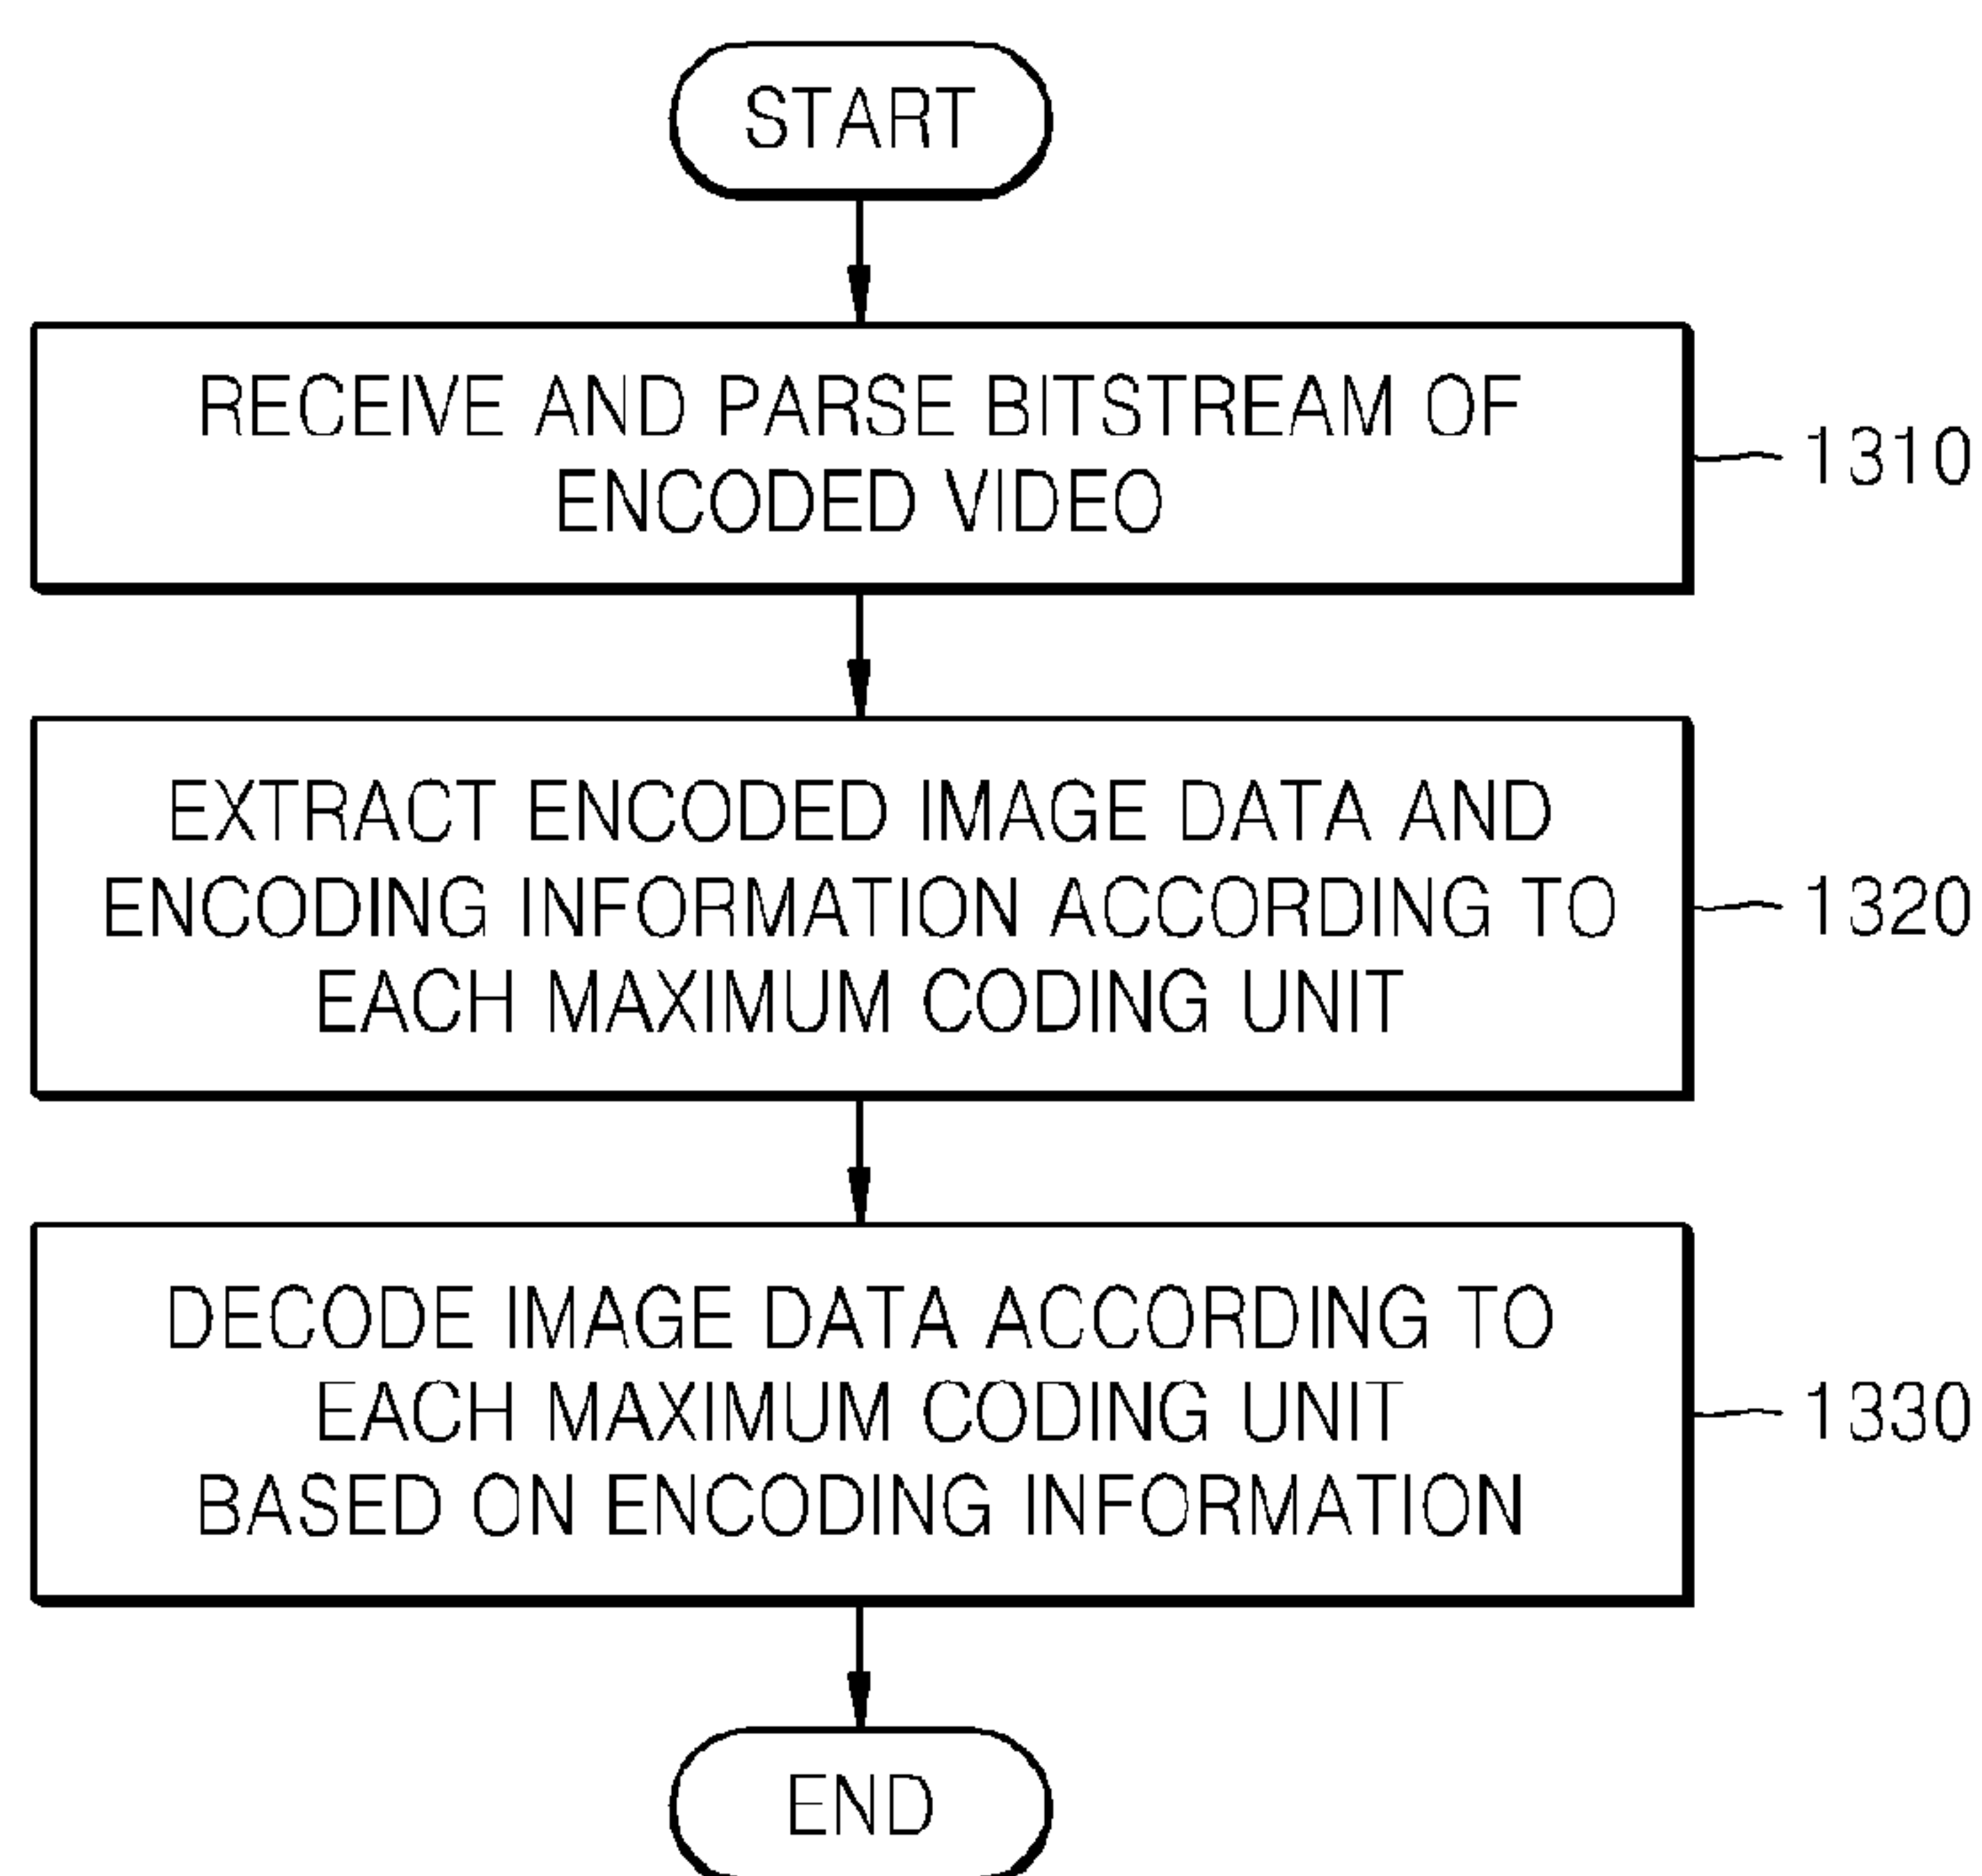 START
RECEIVE AND PARSE BITSTREAM OF
ENCODED VIDEO
1310
EXTRACT ENCODED IMAGE DATA AND
ENCODING INFORMATION ACCORDING TO
EACH MAXIMUM CODING UNIT
1320
DECODE IMAGE DATA ACCORDING TO
EACH MAXIMUM CODING UNIT
BASED ON ENCODING INFORMATION
1330
END